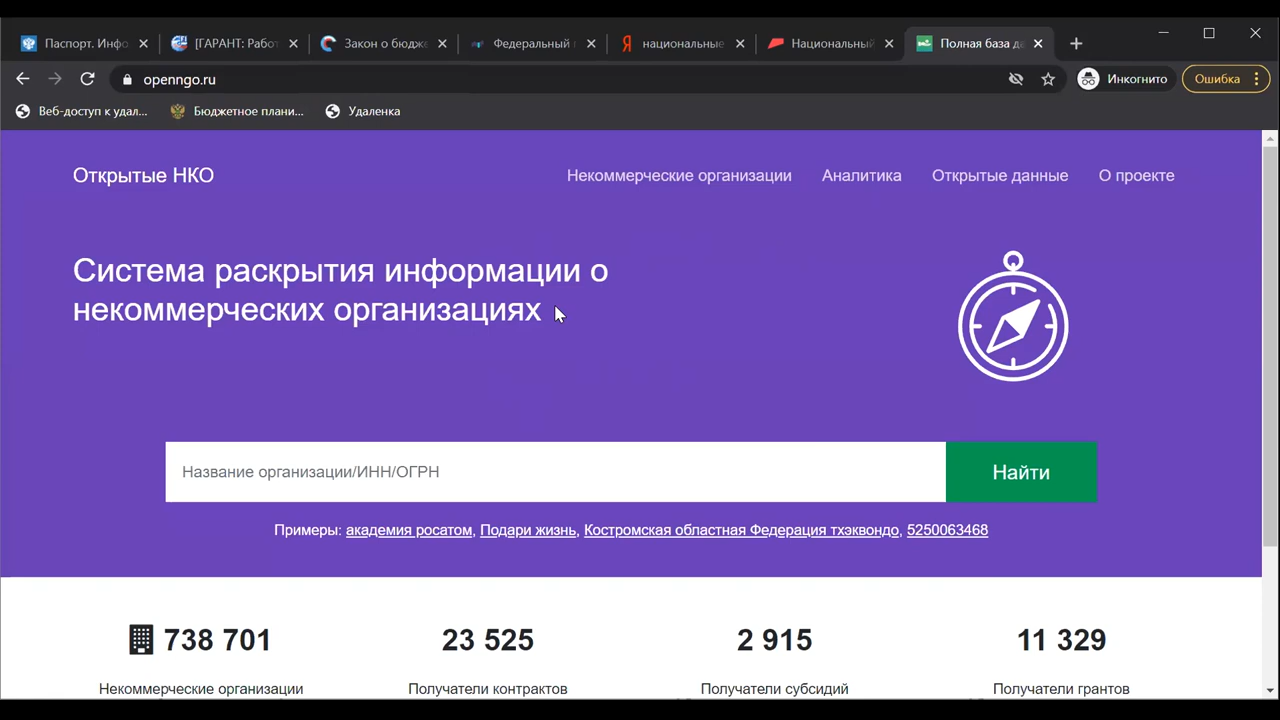 Паспорт. Инфо
[ГАРАНТ: Рабо
Закон о бюдже
Федеральный
национальные
Национальный
Полная база да
openngo.ru
Инкогнито
Ошибка
Веб-доступ к удал...
Бюджетное плани...
Удаленка
Открытые НКО
Некоммерческие организации
Аналитика
Открытые данные
О проекте
Система раскрытия информации о
некоммерческих организациях
Название организации/ИНН/ОГРН
Найти
Примеры: академия росатом, Подари жизнь, Костромская областная Федерация тхэквондо, 5250063468
738 701
23 525
2 915
11 329
Некоммерческие организации
Получатели контрактов
Получатели субсидий
Получатели грантов